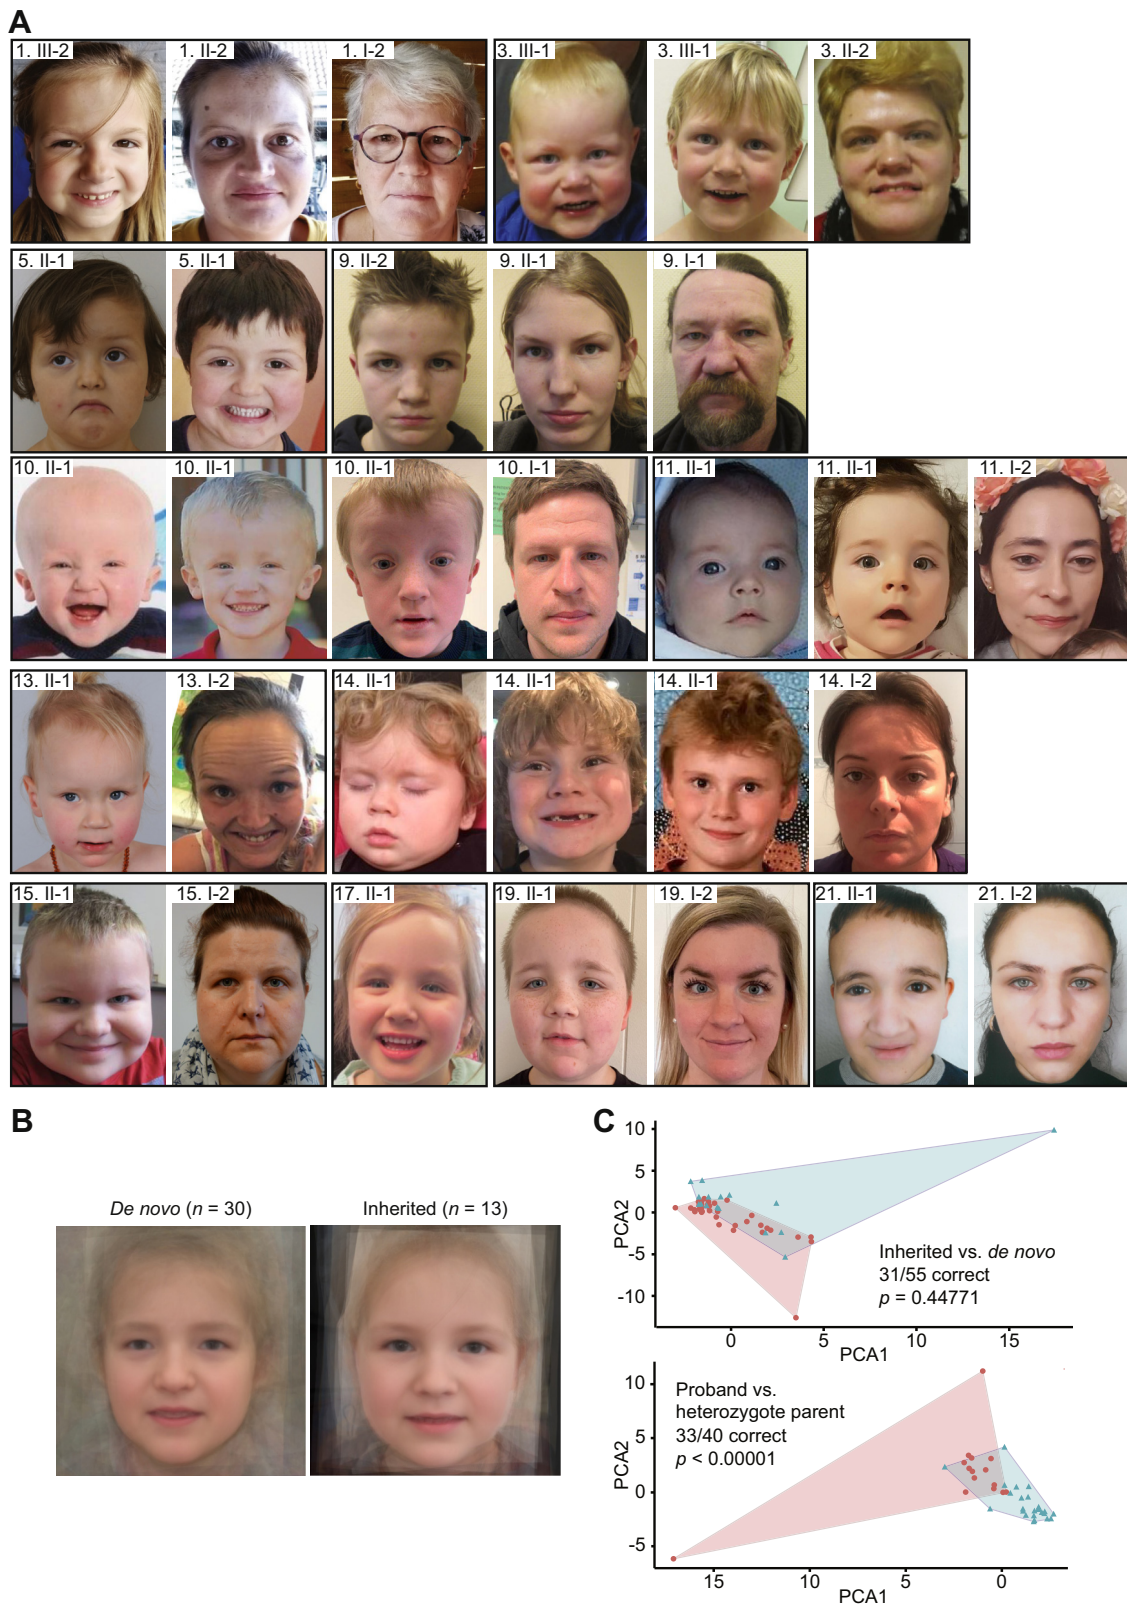 A
1. III-2
1. II-2
1. I-2
3. III-1
3. III-1
3. II-2
5. II-1
5. II-1
9. II-2
9. II-1
9. I-1
10. II-1
10. II-1
10. II-1
10. I-1
11. II-1
11. II-1
11. I-2
13. II-1
13. I-2
14. II-1
14. II-1
14. II-1
14. I-2
15. II-1
15. I-2
17. II-1
19. II-1
19. I-2
21. II-1
21. I-2
B
De novo (n = 30)
Inherited (n = 13)
C
10
5
0
-5
-10
PCA2
Inherited vs. de novo
31/55 correct
p = 0.44771
0
5
10
15
PCA1
10
5
0
-5
PCA2
Proband vs.
heterozygote parent
33/40 correct
p < 0.00001
15
10
5
0
PCA1